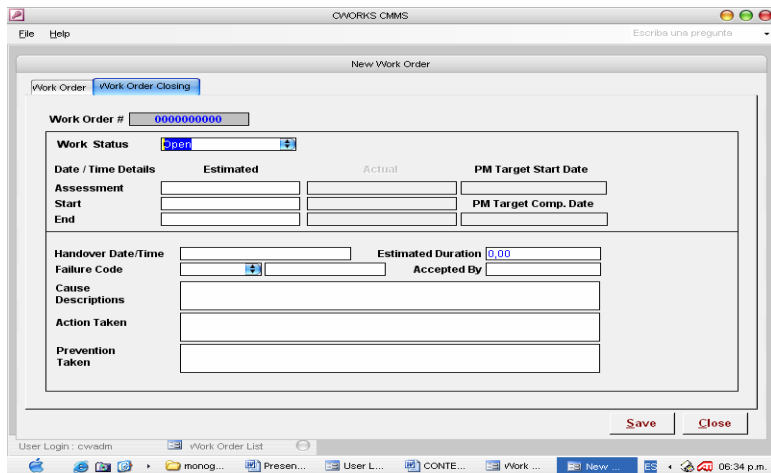 CWORKS CMMS
File Help Escriba una pregunta
New Work Order
Work Order Work Order Closing
Work Order # 0000000000
Work Status Open
Date / Time Details Estimated Actual PM Target Start Date
Assessment
Start PM Target Comp. Date
End
Handover Date/Time Estimated Duration 0,00
Failure Code Accepted By
Cause
Descriptions
Action Taken
Prevention
Taken
Save Close
User Login : cwadm Work Order List
monog... Presen... User L... CONTE... Work ... New ... ES 06:34 p.m.